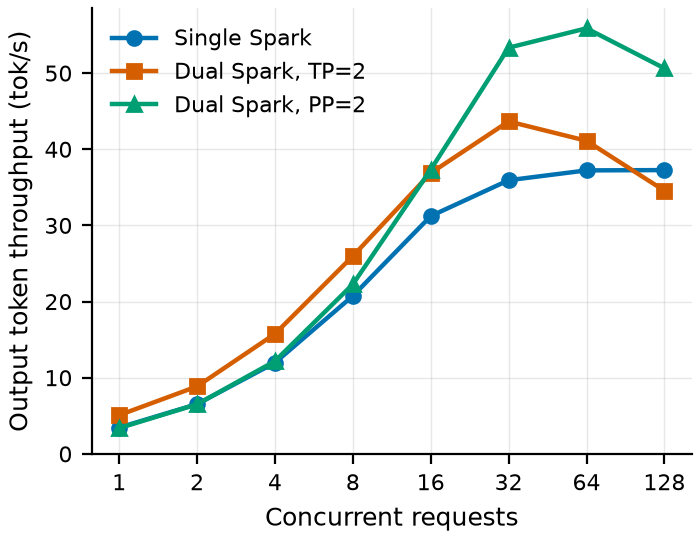 Output token throughput (tok/s)
Single Spark
Dual Spark, TP=2
Dual Spark, PP=2
50
40
30
20
10
0
1 2 4 8 16 32 64 128
Concurrent requests